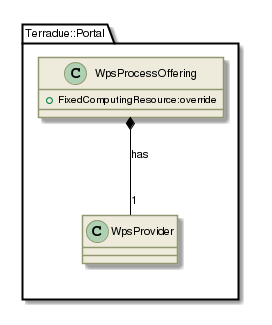 Terradue::Portal
C WpsProcessOffering
FixedComputingResource:override
has
1
C WpsProvider